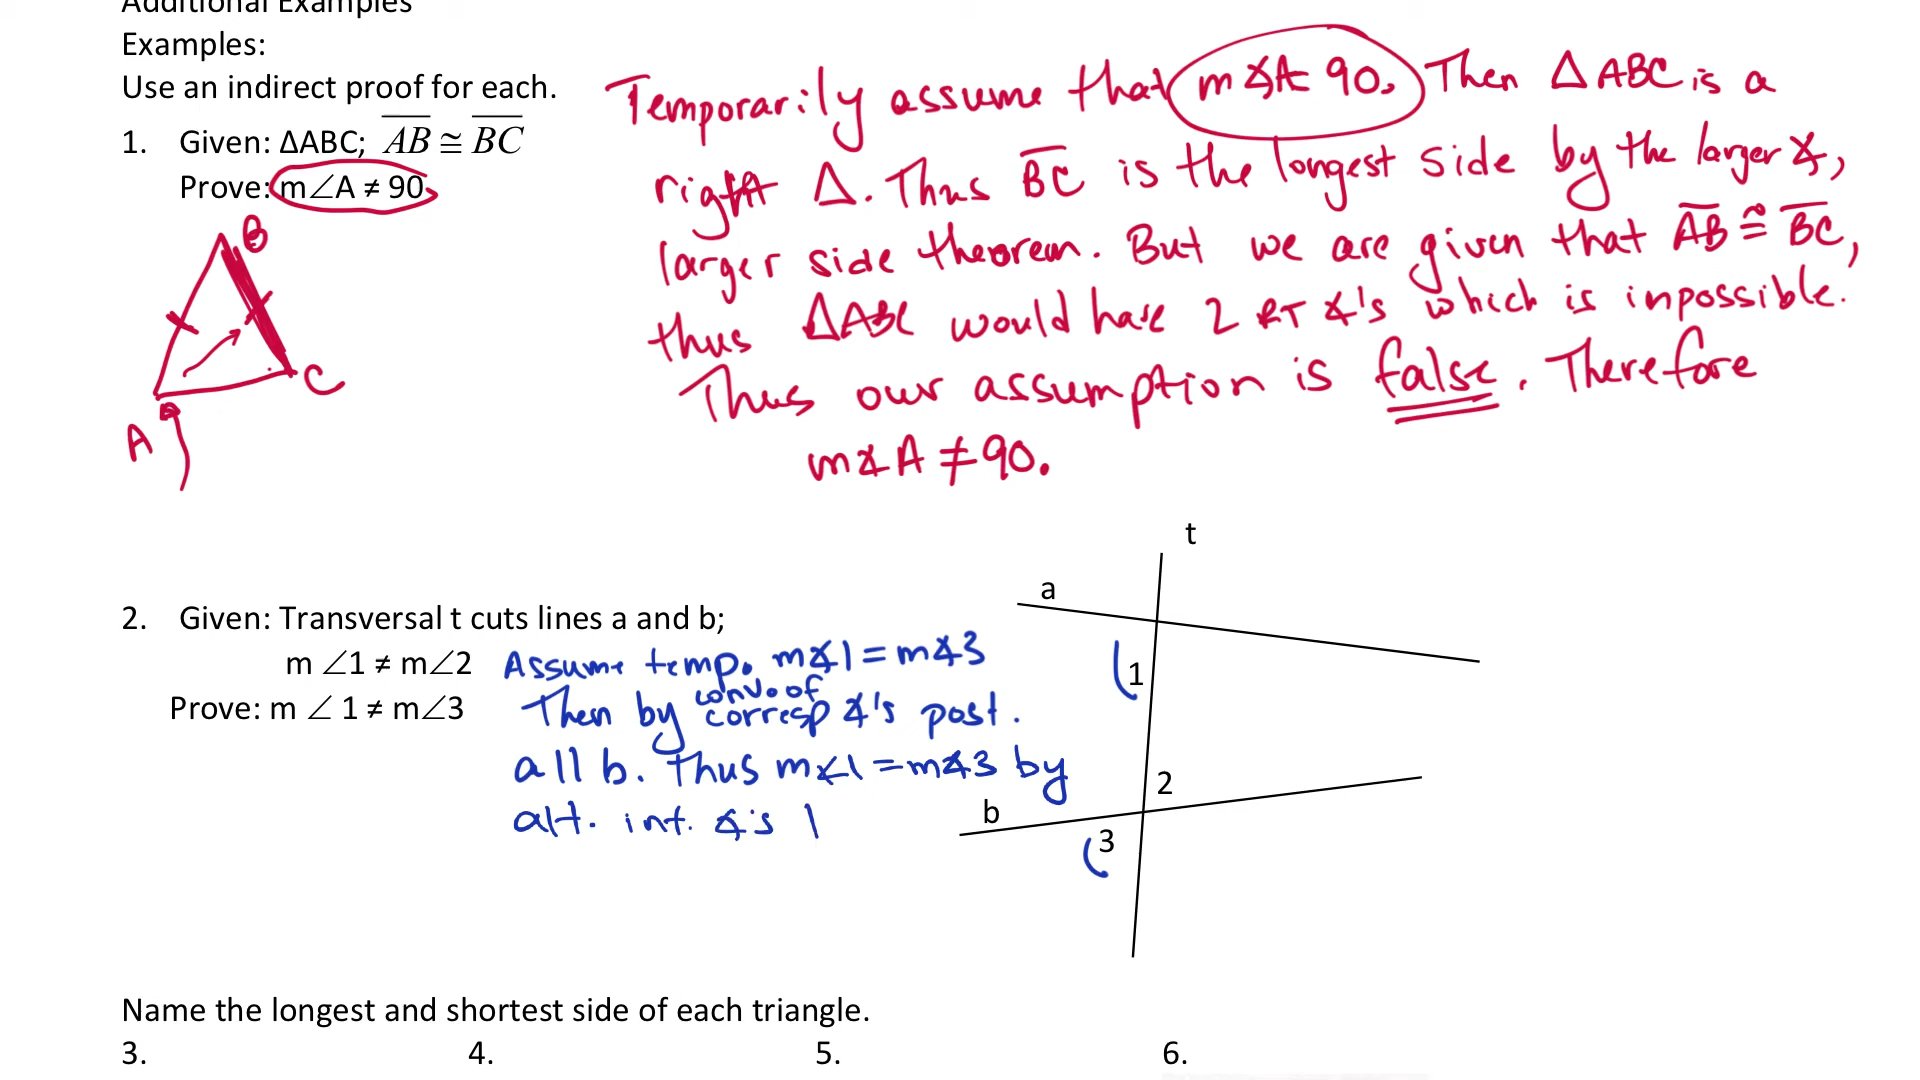 Additional Examples
Examples:
Use an indirect proof for each.
1. Given: ΔABC; AB ≅ BC
Prove: m∠A ≠ 90
B
C
A
Temporarily assume that m∡A = 90. Then Δ ABC is a
right Δ. Thus BC is the longest side by the larger ∡,
larger side theorem. But we are given that AB ≅ BC,
thus ΔABC would have 2 RT ∡'s which is inpossible.
Thus our assumption is false. Therefore
m∡A ≠ 90.
2. Given: Transversal t cuts lines a and b;
m ∠1 ≠ m∠2
Prove: m ∠ 1 ≠ m∠3
Assume temp. m∡1 = m∡3
Then by conv. of corresp ∡'s post.
a || b. Thus m∡1 = m∡3 by
alt. int. ∡'s
t
a
1
2
b
3
Name the longest and shortest side of each triangle.
3. 4. 5. 6.